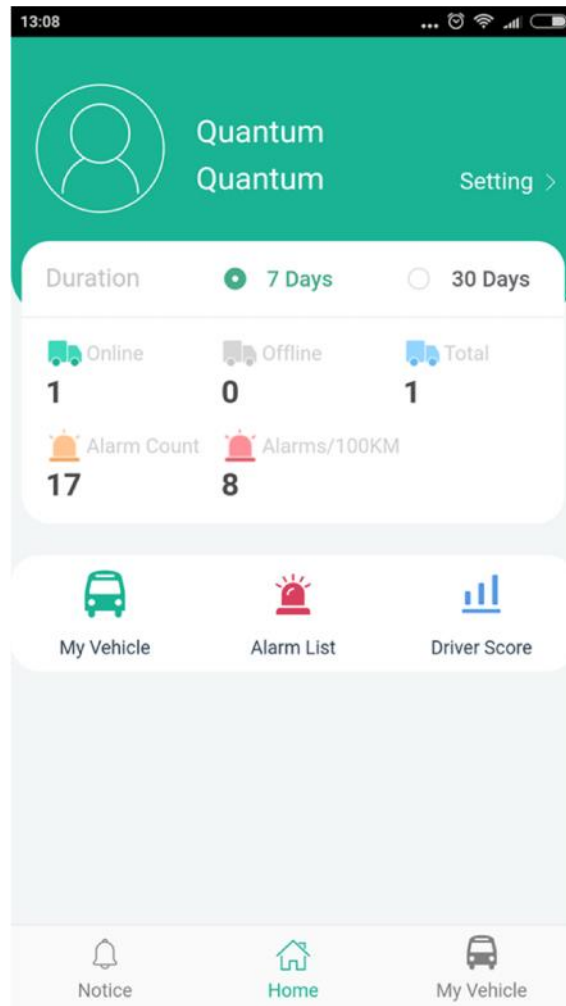 13:08
Quantum
Quantum
Setting >
Duration 7 Days 30 Days
Online Offline Total
1 0 1
Alarm Count Alarms/100KM
17 8
My Vehicle Alarm List Driver Score
Notice Home My Vehicle